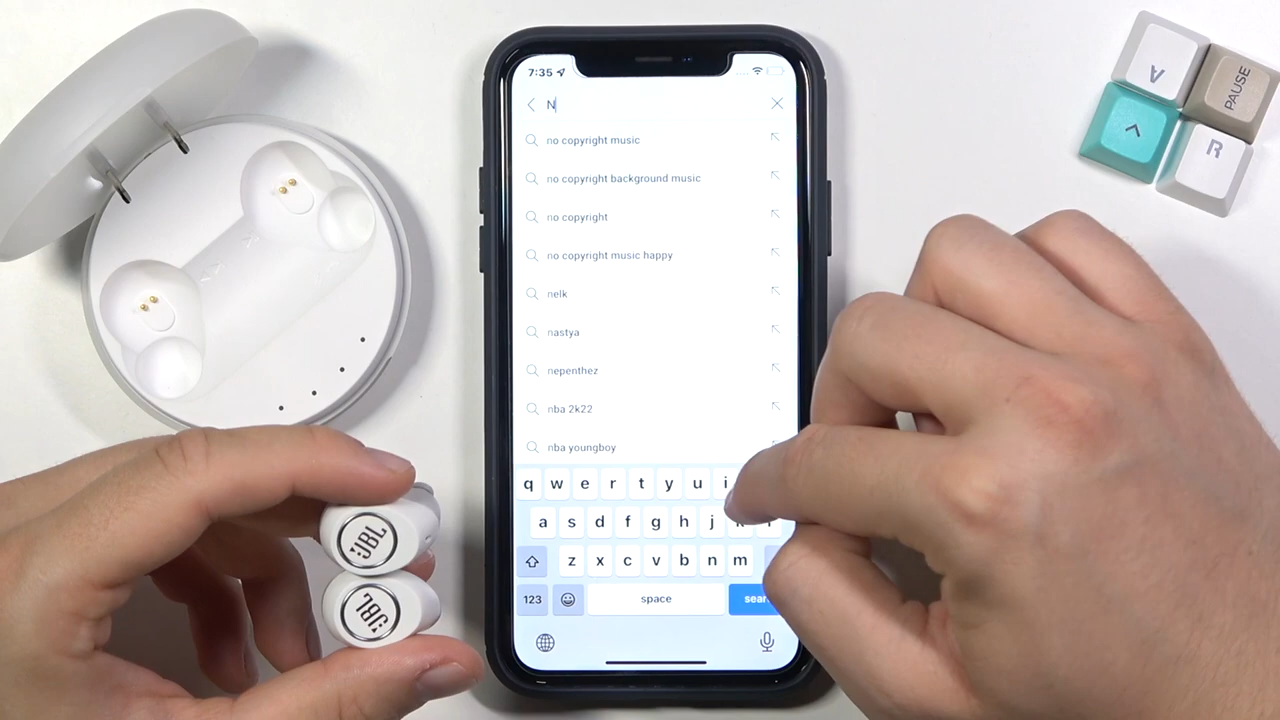 7:35
N
no copyright music
no copyright background music
no copyright
no copyright music happy
nelk
nastya
nepenthez
nba 2k22
nba youngboy
q w e r t y u i
a s d f g h j k l
z x c v b n m
123 space sear
JBL
JBL
A
PAUSE
R